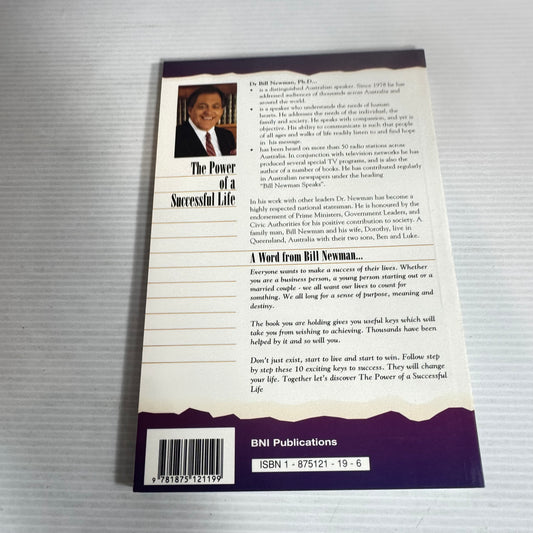 The Power
of a
Successful Life
Dr Bill Newman, Ph.D...
• is a distinguished Australian speaker. Since 1978 he has
addressed audiences of thousands across Australia and
around the world.
• is a speaker who understands the needs of human
hearts. He addresses the needs of the individual, the
family and society. He speaks with compassion, and yet is
objective. His ability to communicate is such that people
of all ages and walks of life readily listen to and find hope
in his message.
• has been heard on more than 50 radio stations across
Australia. In conjunction with television networks he has
produced several special TV programs, and is also the
author of a number of books. He has contributed regularly
in Australian newspapers under the heading
"Bill Newman Speaks".
In his work with other leaders Dr. Newman has become a
highly respected national statesman. He is honoured by the
endorsement of Prime Ministers, Government Leaders, and
Civic Authorities for his positive contribution to society. A
family man, Bill Newman and his wife, Dorothy, live in
Queensland, Australia with their two sons, Ben and Luke.
A Word from Bill Newman...
Everyone wants to make a success of their lives. Whether
you are a business person, a young person starting out or a
married couple - we all want our lives to count for
somthing. We all long for a sense of purpose, meaning and
destiny.
The book you are holding gives you useful keys which will
take you from wishing to achieving. Thousands have been
helped by it and so will you.
Don't just exist, start to live and start to win. Follow step
by step these 10 exciting keys to success. They will change
your life. Together let's discover The Power of a Successful
Life
BNI Publications
ISBN 1 - 875121 - 19 - 6
9 781875 121199